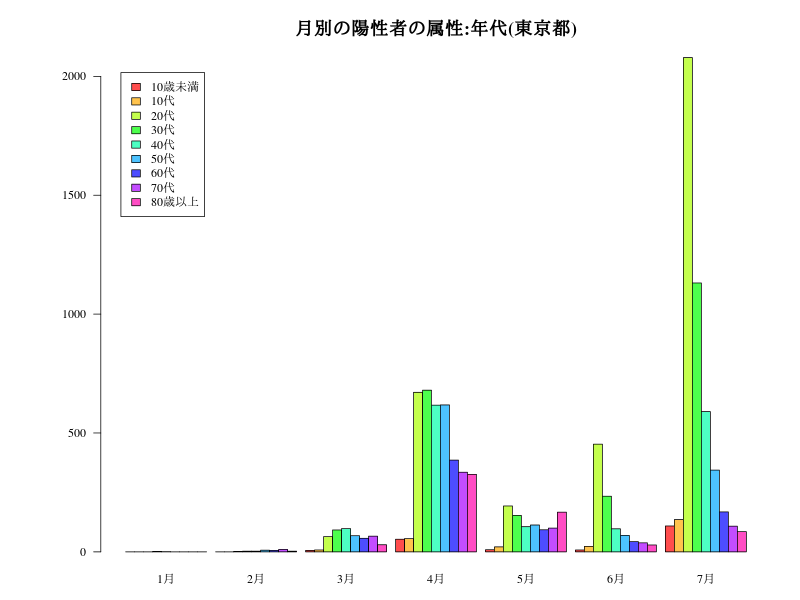 月別の陽性者の属性:年代(東京都)
2000
1500
1000
500
0
10歳未満
10代
20代
30代
40代
50代
60代
70代
80歳以上
1月 2月 3月 4月 5月 6月 7月